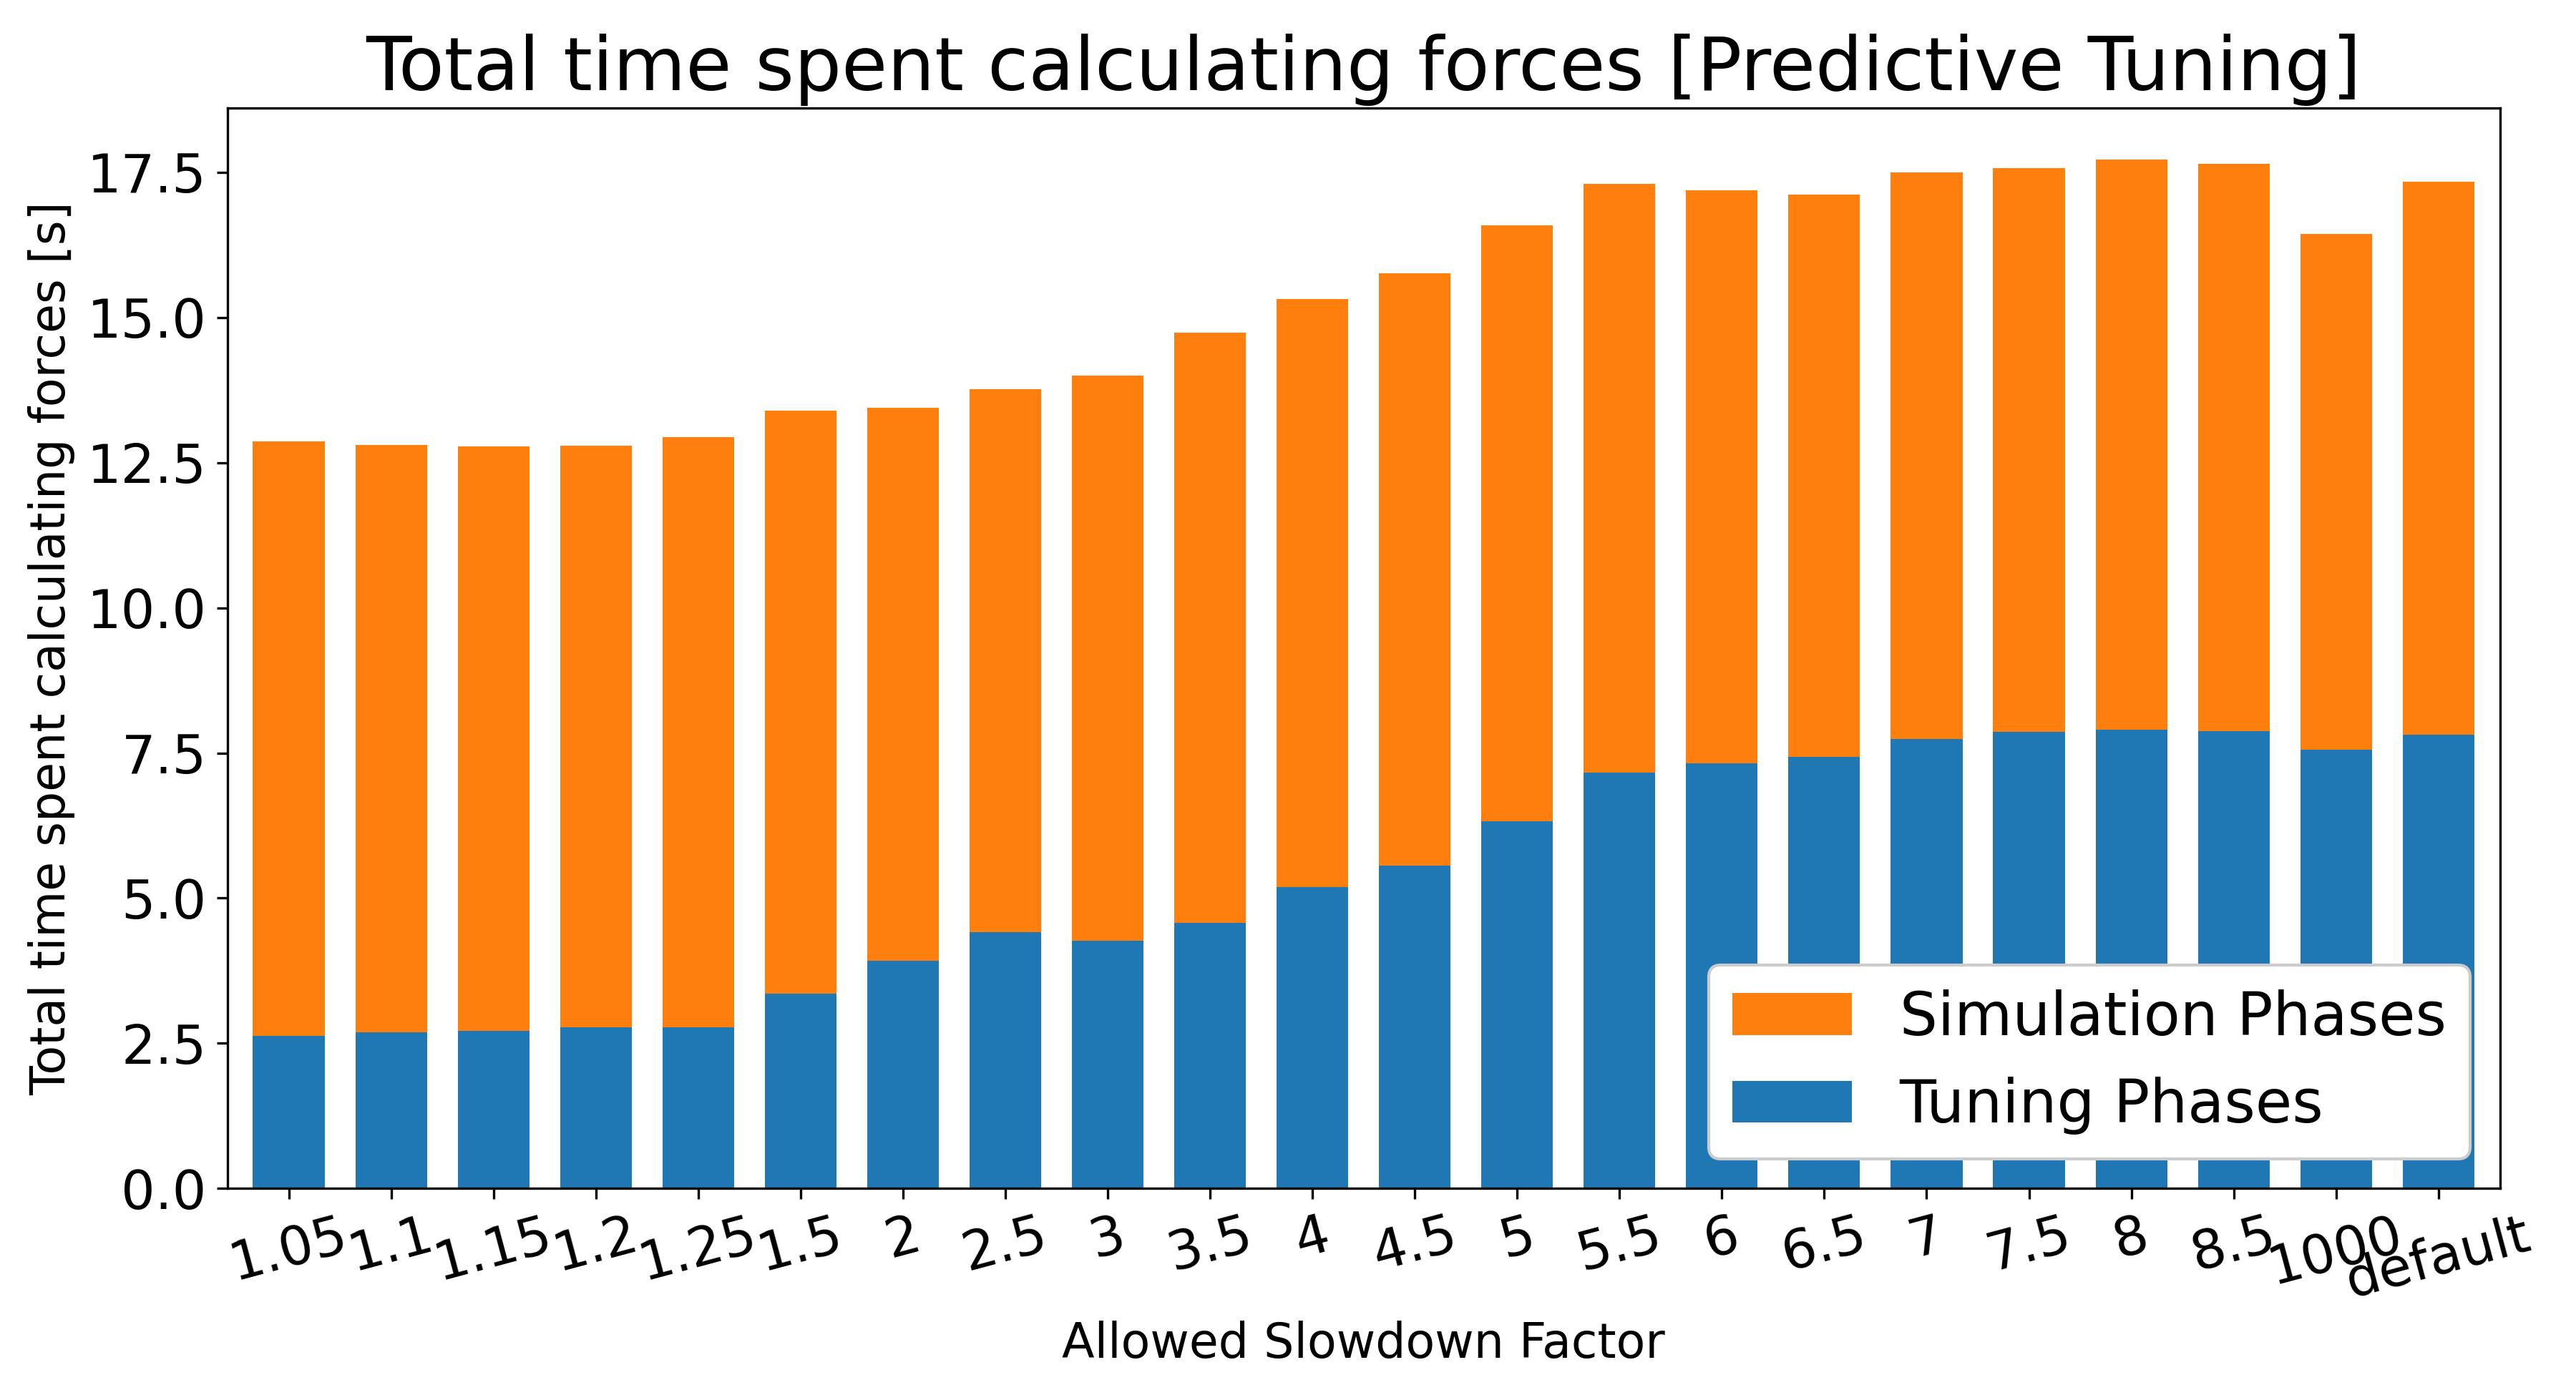 Total time spent calculating forces [Predictive Tuning]
Total time spent calculating forces [s]
17.5
15.0
12.5
10.0
7.5
5.0
2.5
0.0
Simulation Phases
Tuning Phases
1.05 1.1 1.15 1.2 1.25 1.5 2 2.5 3 3.5 4 4.5 5 5.5 6 6.5 7 7.5 8 8.5 1000 default
Allowed Slowdown Factor